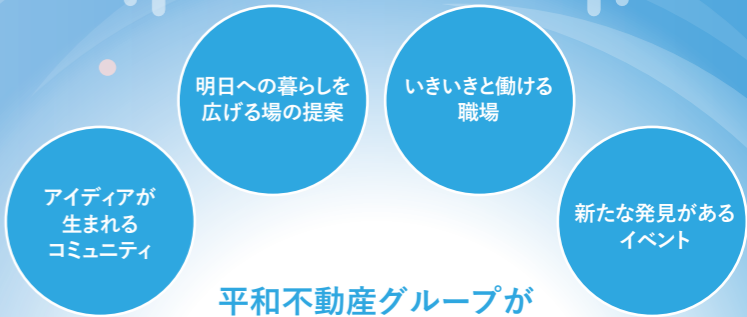 明日への暮らしを
広げる場の提案
いきいきと働ける
職場
アイディアが
生まれる
コミュニティ
新たな発見がある
イベント
平和不動産グループが